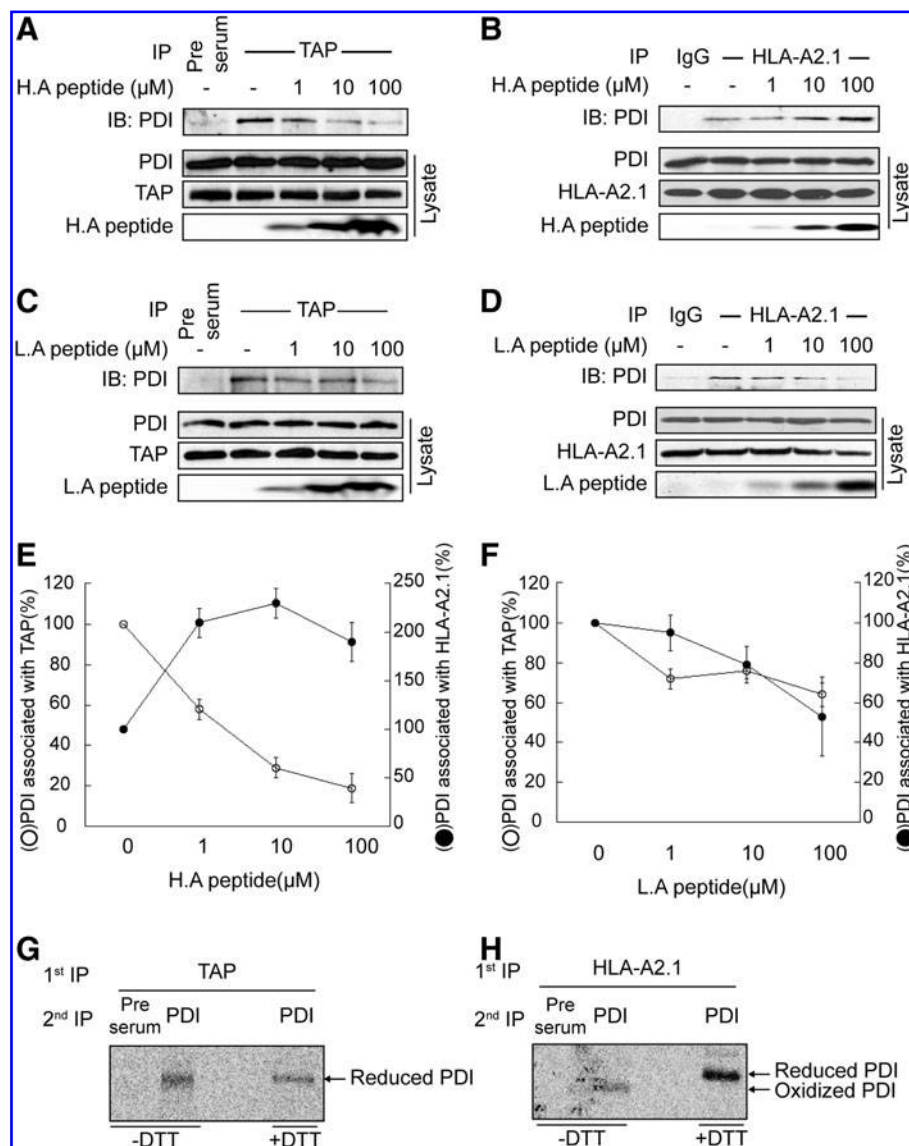 A
IP
Pre serum
TAP
H.A peptide (µM)
- - 1 10 100
IB: PDI
PDI
TAP
H.A peptide
Lysate
B
IP IgG HLA-A2.1
H.A peptide (µM)
- - 1 10 100
IB: PDI
PDI
HLA-A2.1
H.A peptide
Lysate
C
IP
Pre serum
TAP
L.A peptide (µM)
- - 1 10 100
IB: PDI
PDI
TAP
L.A peptide
Lysate
D
IP IgG HLA-A2.1
L.A peptide (µM)
- - 1 10 100
IB: PDI
PDI
HLA-A2.1
L.A peptide
Lysate
E
(O)PDI associated with TAP(%)
120
100
80
60
40
20
0
250
200
150
100
50
0
(●)PDI associated with HLA-A2.1(%)
0 1 10 100
H.A peptide(µM)
F
(O)PDI associated with TAP(%)
120
100
80
60
40
20
0
120
100
80
60
40
20
0
(●)PDI associated with HLA-A2.1(%)
0 1 10 100
L.A peptide(µM)
G
1st IP TAP
2nd IP
Pre serum
PDI PDI
Reduced PDI
-DTT +DTT
H
1st IP HLA-A2.1
2nd IP
Pre serum
PDI PDI
Reduced PDI
Oxidized PDI
-DTT +DTT